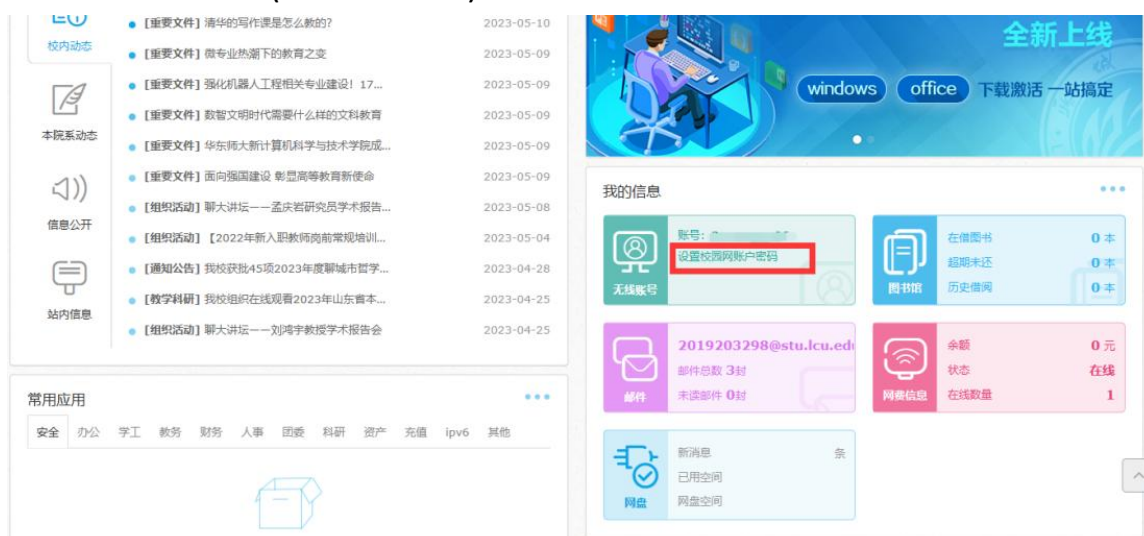 校内动态
本院系动态
信息公开
站内信息
[重要文件] 清华的写作课是怎么教的? 2023-05-10
[重要文件] 微专业热潮下的教育之变 2023-05-09
[重要文件] 强化机器人工程相关专业建设! 17... 2023-05-09
[重要文件] 数智文明时代需要什么样的文科教育 2023-05-09
[重要文件] 华东师大新计算机科学与技术学院成... 2023-05-09
[重要文件] 面向强国建设 彰显高等教育新使命 2023-05-09
[组织活动] 聊大讲坛——孟庆岩研究员学术报告... 2023-05-08
[组织活动] 【2022年新入职教师岗前常规培训... 2023-05-04
[通知公告] 我校获批45项2023年度聊城市哲学... 2023-04-28
[教学科研] 我校组织在线观看2023年山东省本... 2023-04-25
[组织活动] 聊大讲坛——刘鸿宇教授学术报告会 2023-04-25
常用应用
安全 办公 学工 教务 财务 人事 团委 科研 资产 充值 ipv6 其他
全新上线
windows office 下载激活 一站搞定
我的信息
无线账号
账号:
设置校园网账户密码
图书馆
在借图书 0 本
超期未还 0 本
历史借阅 0 本
邮件
2019203298@stu.lcu.edu
邮件总数 3封
未读邮件 0封
网费信息
余额 0 元
状态 在线
在线数量 1
网盘
新消息 条
已用空间
网盘空间